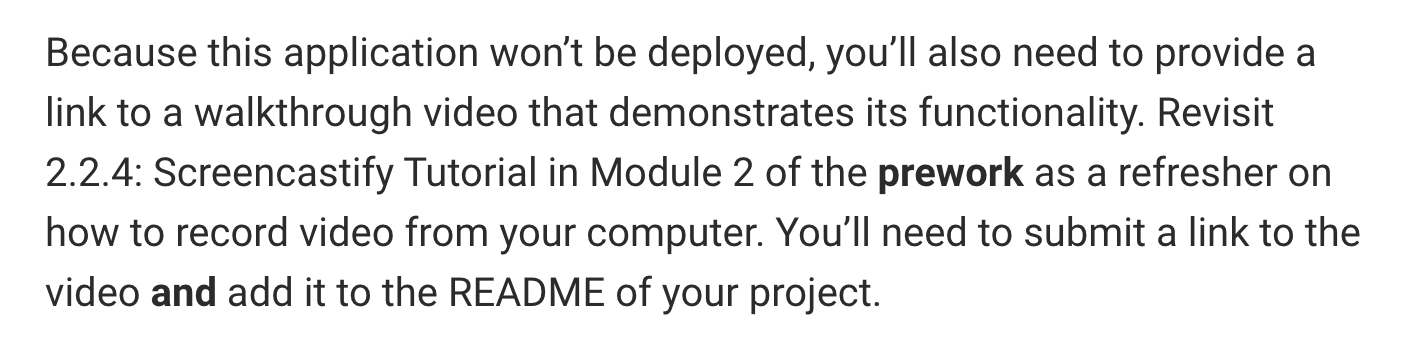 Because this application won’t be deployed, you’ll also need to provide a
link to a walkthrough video that demonstrates its functionality. Revisit
2.2.4: Screencastify Tutorial in Module 2 of the prework as a refresher on
how to record video from your computer. You’ll need to submit a link to the
video and add it to the README of your project.